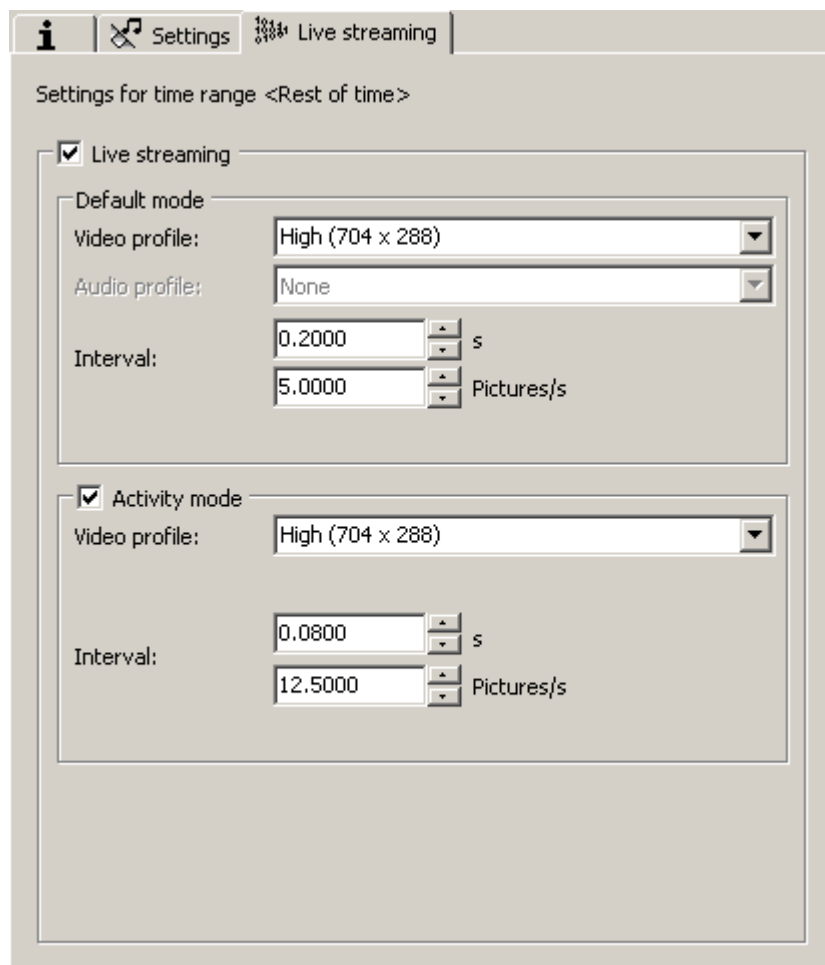 Settings
Live streaming
Settings for time range <Rest of time>
Live streaming
Default mode
Video profile:
High (704 x 288)
Audio profile:
None
Interval:
0.2000
s
5.0000
Pictures/s
Activity mode
Video profile:
High (704 x 288)
Interval:
0.0800
s
12.5000
Pictures/s